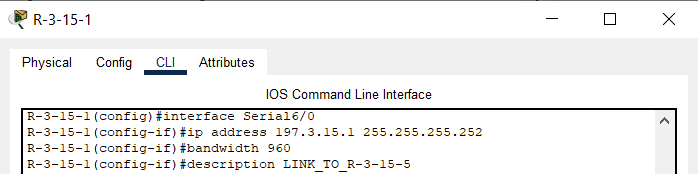 R-3-15-1
Physical Config CLI Attributes
IOS Command Line Interface
R-3-15-1(config)#interface Serial6/0
R-3-15-1(config-if)#ip address 197.3.15.1 255.255.255.252
R-3-15-1(config-if)#bandwidth 960
R-3-15-1(config-if)#description LINK_TO_R-3-15-5